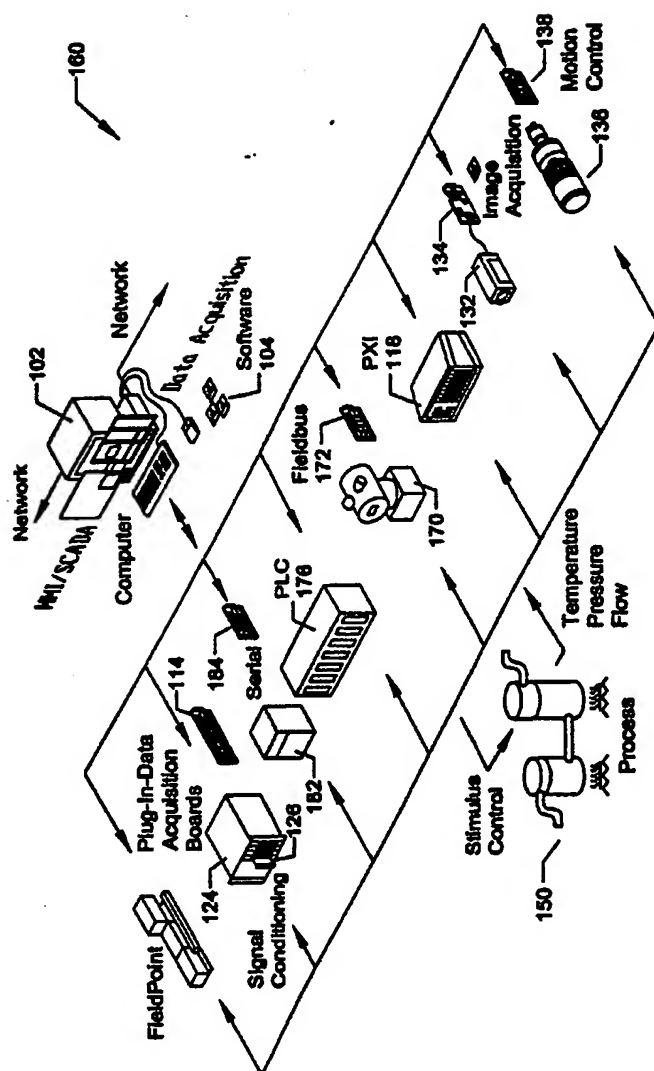 160
Network
102
MMI/SCADA
Computer
Network
Data Acquisition
Software
104
FieldPoint
Plug-In-Data
Acquisition
Boards
114
184
Serial
124
126
Signal
Conditioning
182
PLC
176
Fieldbus
172
170
PXI
118
134
Image
Acquisition
132
138
Motion
Control
136
Stimulus
Control
150
Process
Temperature
Pressure
Flow